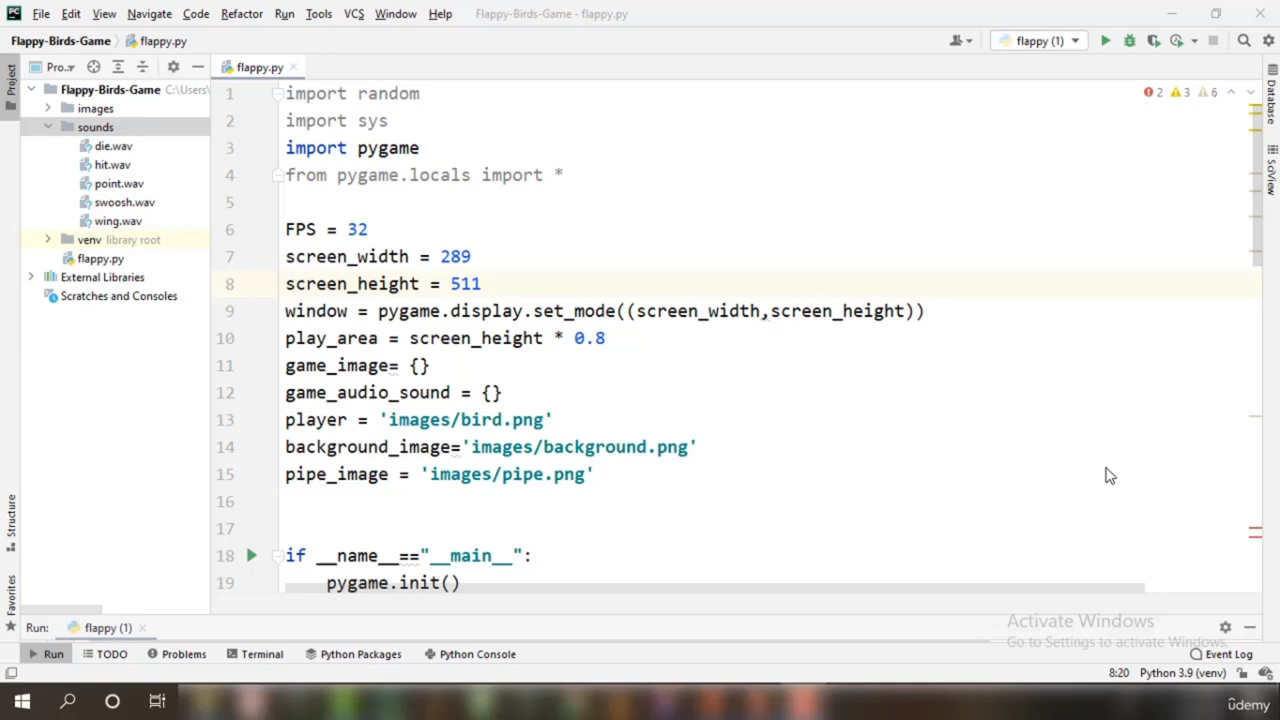 PC File Edit View Navigate Code Refactor Run Tools VCS Window Help Flappy-Birds-Game - flappy.py
Flappy-Birds-Game flappy.py flappy (1)
Project Pro.. flappy.py
Flappy-Birds-Game C:\Users\
images
sounds
die.wav
hit.wav
point.wav
swoosh.wav
wing.wav
venv library root
flappy.py
External Libraries
Scratches and Consoles
1 import random
2 import sys
3 import pygame
4 from pygame.locals import *
5
6 FPS = 32
7 screen_width = 289
8 screen_height = 511
9 window = pygame.display.set_mode((screen_width,screen_height))
10 play_area = screen_height * 0.8
11 game_image= {}
12 game_audio_sound = {}
13 player = 'images/bird.png'
14 background_image='images/background.png'
15 pipe_image = 'images/pipe.png'
16
17
18 if __name__=="__main__":
19 pygame.init()
2 3 6
Database
SciView
Structure
Favorites
Run: flappy (1)
Activate Windows
Go to Settings to activate Windows.
Run TODO Problems Terminal Python Packages Python Console Event Log
8:20 Python 3.9 (venv)
ûdemy